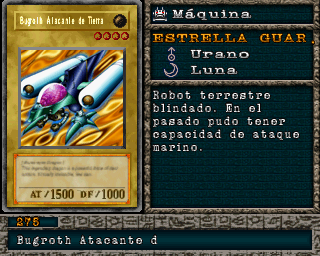 Bugroth Atacante de Tierra
AT/1500 DF/1000
Máquina
ESTRELLA GUAR.
Urano
Luna
Robot terrestre
blindado. En el
pasado pudo tener
capacidad de ataque
marino.
275
Bugroth Atacante d